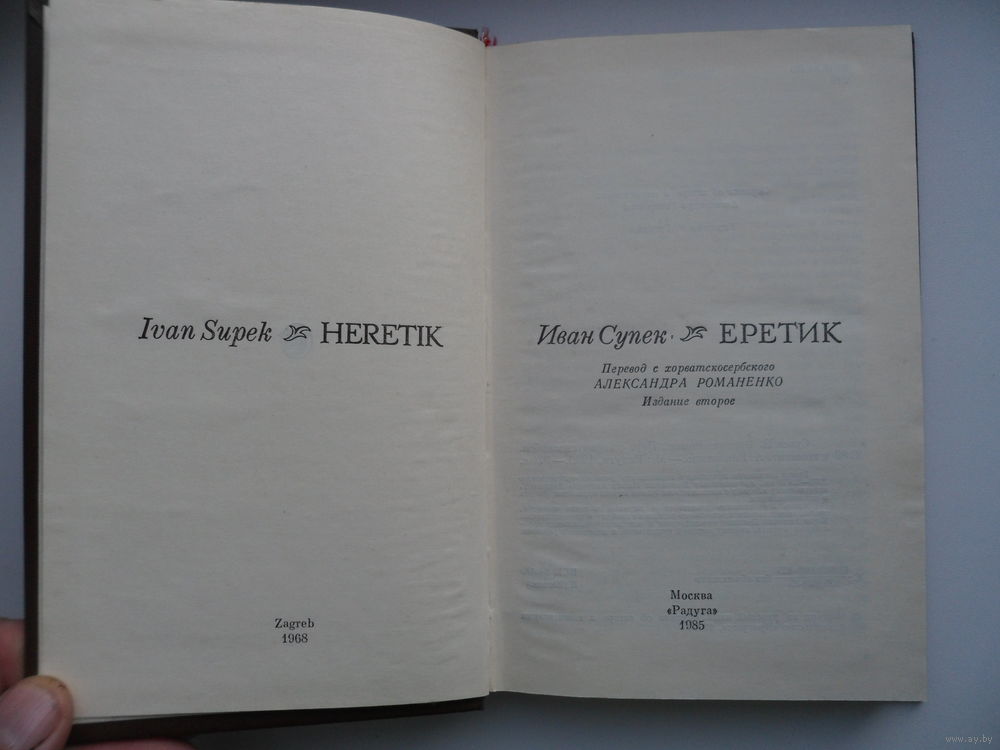 Ivan Supek HERETIK
Zagreb
1968
Иван Супек ЕРЕТИК
Перевод с хорватскосербского
АЛЕКСАНДРА РОМАНЕНКО
Издание второе
Москва
«Радуга»
1985
www.ay.by